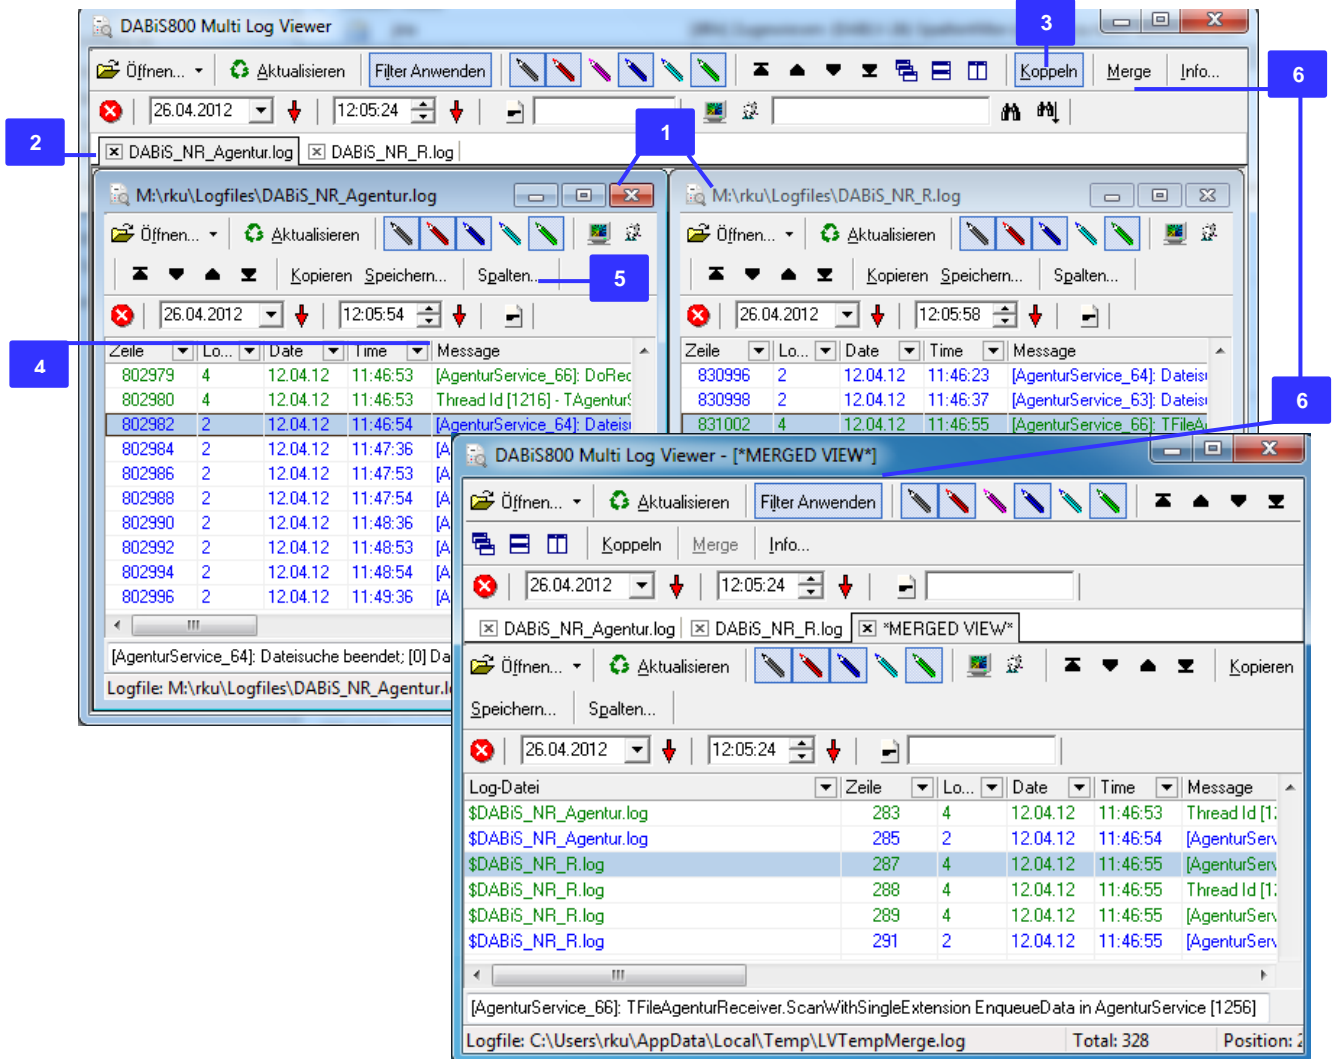 DABiS800 Multi Log Viewer
3
Öffnen... Aktualisieren Filter Anwenden Koppeln Merge Info...
6
26.04.2012 12:05:24
2
1
DABiS_NR_Agentur.log DABiS_NR_R.log
M:\rku\Logfiles\DABiS_NR_Agentur.log
Öffnen... Aktualisieren
Kopieren Speichern... Spalten...
5
26.04.2012 12:05:54
4
Zeile Lo... Date Time Message
802979 4 12.04.12 11:46:53 [AgenturService_66]: DoRec
802980 4 12.04.12 11:46:53 Thread Id [1216] - TAgentur
802982 2 12.04.12 11:46:54 [AgenturService_64]: Dateis
802984 2 12.04.12 11:47:36 [A
802986 2 12.04.12 11:47:53 [A
802988 2 12.04.12 11:47:54 [A
802990 2 12.04.12 11:48:36 [A
802992 2 12.04.12 11:48:53 [A
802994 2 12.04.12 11:48:54 [A
802996 2 12.04.12 11:49:36 [A
[AgenturService_64]: Dateisuche beendet; [0] Da
Logfile: M:\rku\Logfiles\DABiS_NR_Agentur.l
M:\rku\Logfiles\DABiS_NR_R.log
Öffnen... Aktualisieren
Kopieren Speichern... Spalten...
26.04.2012 12:05:58
Zeile Lo... Date Time Message
830996 2 12.04.12 11:46:23 [AgenturService_64]: Dateis
830998 2 12.04.12 11:46:37 [AgenturService_63]: Dateis
831002 4 12.04.12 11:46:55 [AgenturService_66]: TFileA
6
DABiS800 Multi Log Viewer - [*MERGED VIEW*]
Öffnen... Aktualisieren Filter Anwenden
Koppeln Merge Info...
26.04.2012 12:05:24
DABiS_NR_Agentur.log DABiS_NR_R.log *MERGED VIEW*
Öffnen... Aktualisieren Kopieren
Speichern... Spalten...
26.04.2012 12:05:24
Log-Datei Zeile Lo... Date Time Message
$DABiS_NR_Agentur.log 283 4 12.04.12 11:46:53 Thread Id [1
$DABiS_NR_Agentur.log 285 2 12.04.12 11:46:54 [AgenturServ
$DABiS_NR_R.log 287 4 12.04.12 11:46:55 [AgenturServ
$DABiS_NR_R.log 288 4 12.04.12 11:46:55 Thread Id [1
$DABiS_NR_R.log 289 4 12.04.12 11:46:55 [AgenturServ
$DABiS_NR_R.log 291 2 12.04.12 11:46:55 [AgenturServ
[AgenturService_66]: TFileAgenturReceiver.ScanWithSingleExtension EnqueueData in AgenturService [1256]
Logfile: C:\Users\rku\AppData\Local\Temp\LVTempMerge.log Total: 328 Position: